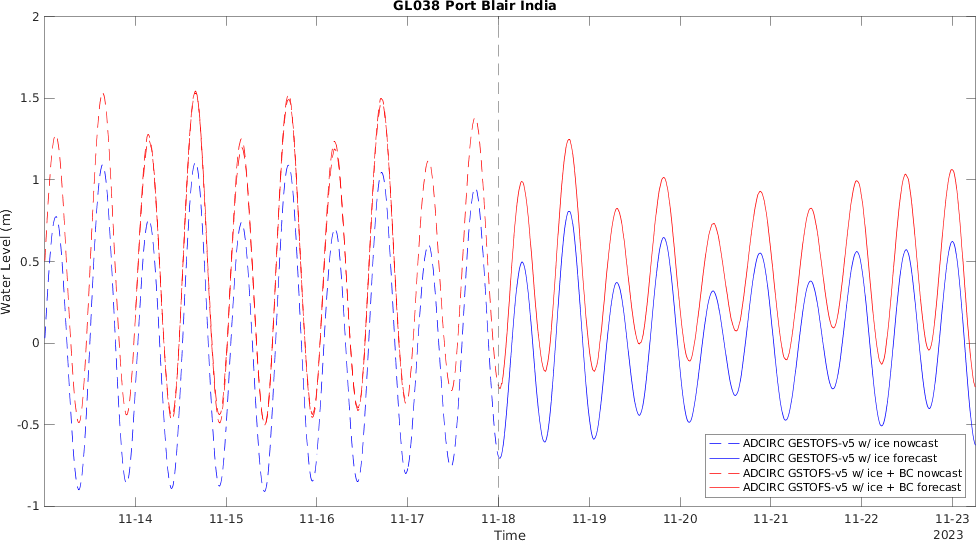 GL038 Port Blair India
2
1.5
1
0.5
0
-0.5
-1
Water Level (m)
11-14 11-15 11-16 11-17 11-18 11-19 11-20 11-21 11-22 11-23
Time
2023
ADCIRC GESTOFS-v5 w/ ice nowcast
ADCIRC GESTOFS-v5 w/ ice forecast
ADCIRC GSTOFS-v5 w/ ice + BC nowcast
ADCIRC GSTOFS-v5 w/ ice + BC forecast